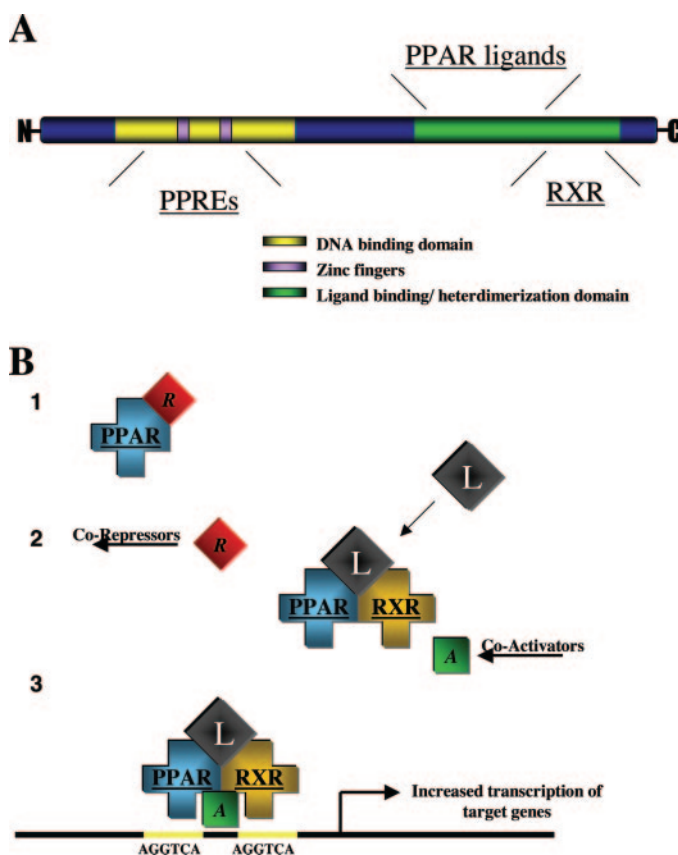 A
PPAR ligands
N
C
PPREs
RXR
DNA binding domain
Zinc fingers
Ligand binding/ heterdimerization domain
B
1
R
PPAR
L
2
Co-Repressors
R
L
PPAR
RXR
A
Co-Activators
3
L
PPAR
RXR
A
Increased transcription of
target genes
AGGTCA
AGGTCA